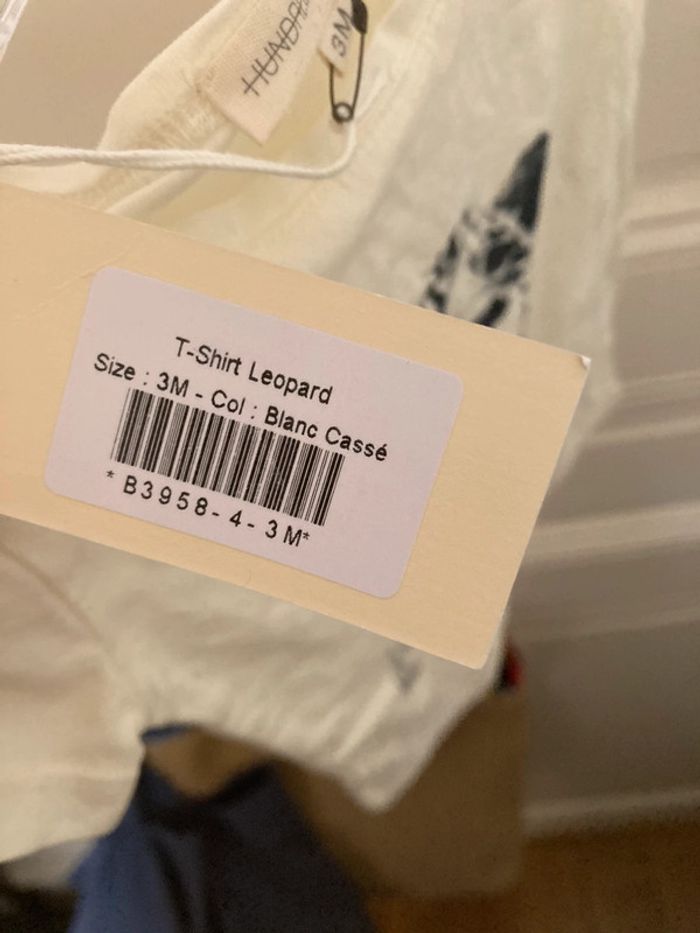 3M
T-Shirt Leopard
Size : 3M - Col : Blanc Cassé
* B3958-4-3M*